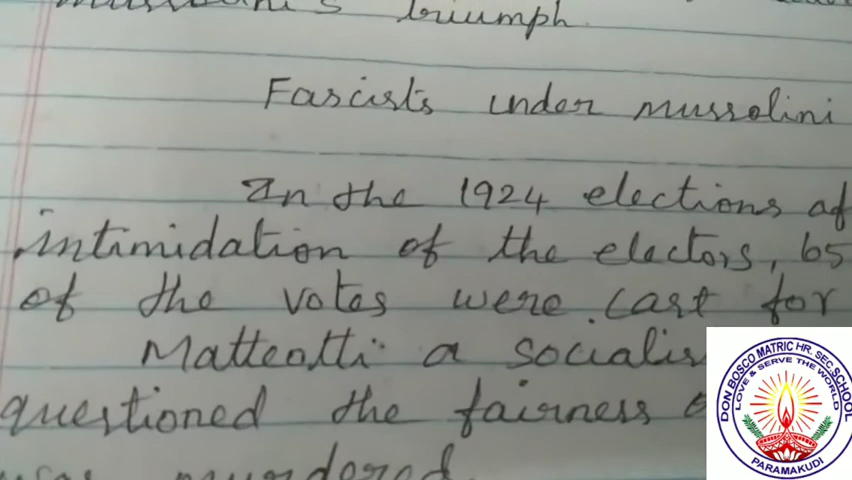 triumph
Fascists under mussolini
In the 1924 elections af
intimidation of the electors, 65
of the votes were cast for
Matteotti a socialis
questioned the fairness
murdered
DON BOSCO MATRIC HR. SEC. SCHOOL
LOVE & SERVE THE WORLD
PARAMAKUDI